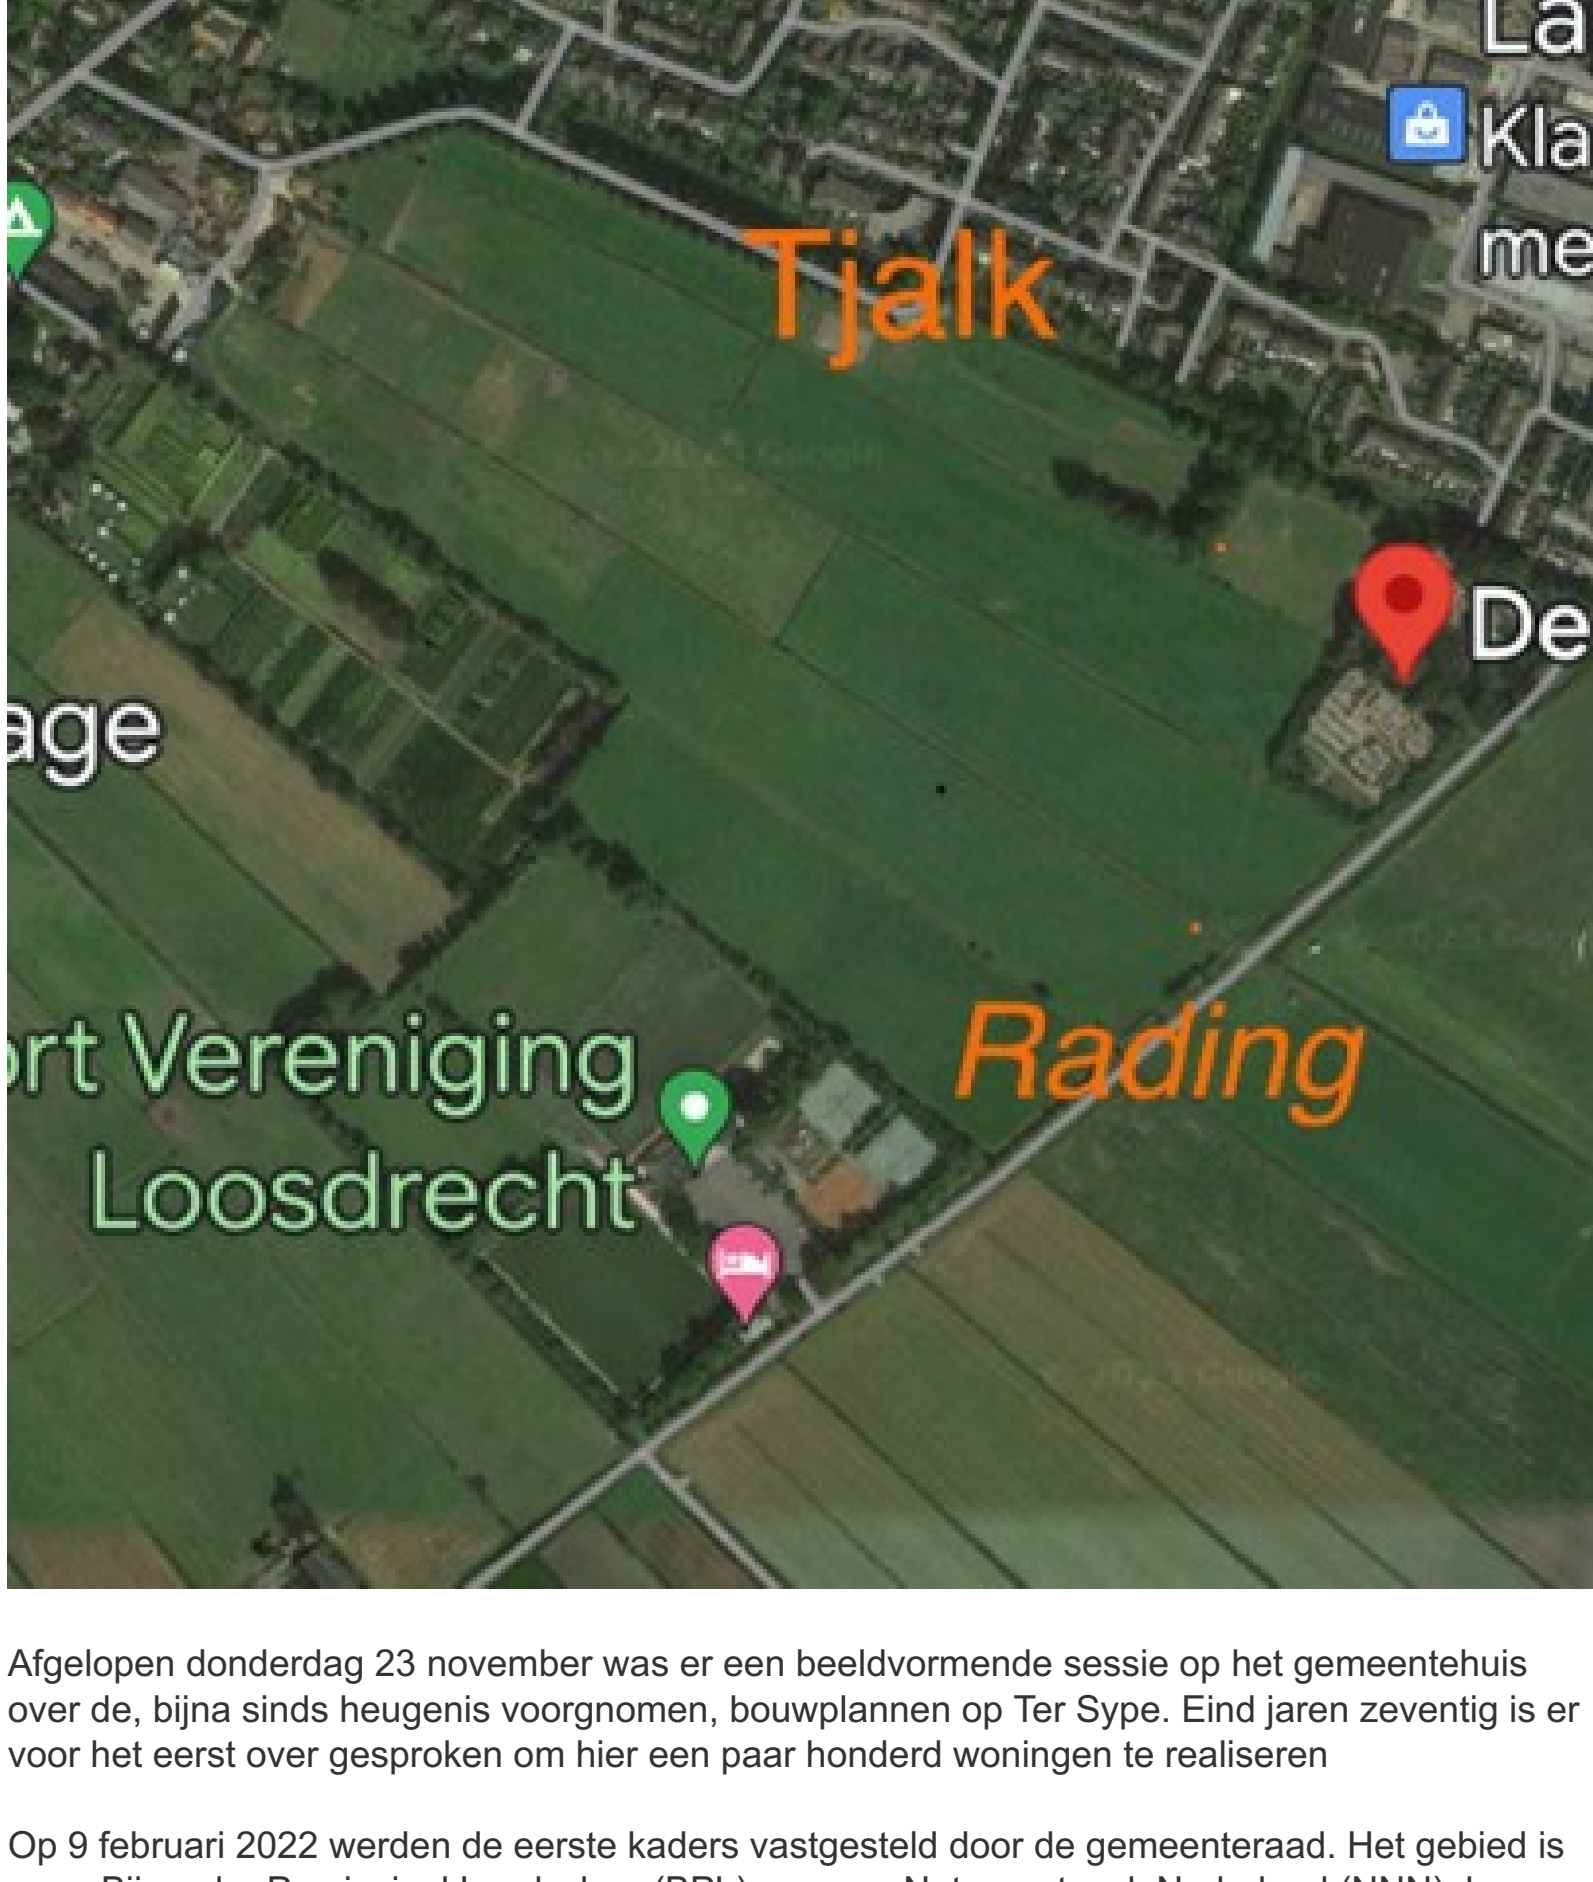 La
Kla
me
Tjalk
De
age
Rading
ort Vereniging
Loosdrecht
Afgelopen donderdag 23 november was er een beeldvormende sessie op het gemeentehuis
over de, bijna sinds heugenis voorgnomen, bouwplannen op Ter Sype. Eind jaren zeventig is er
voor het eerst over gesproken om hier een paar honderd woningen te realiseren
Op 9 februari 2022 werden de eerste kaders vastgesteld door de gemeenteraad. Het gebied is